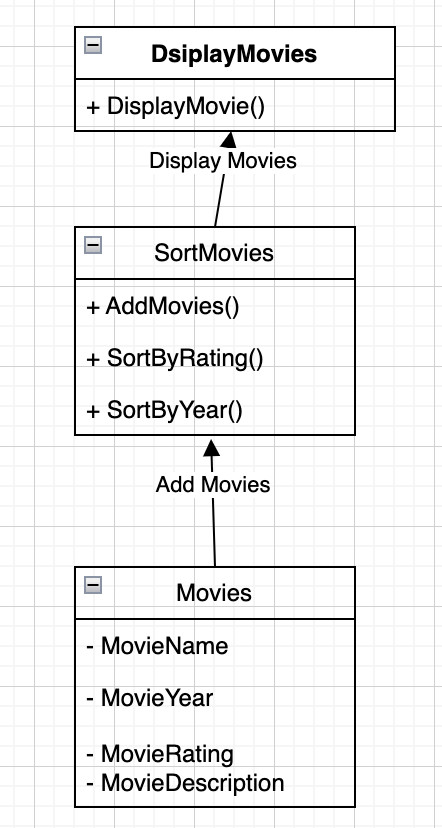 DsiplayMovies
+ DisplayMovie()
Display Movies
SortMovies
+ AddMovies()
+ SortByRating()
+ SortByYear()
Add Movies
Movies
- MovieName
- MovieYear
- MovieRating
- MovieDescription